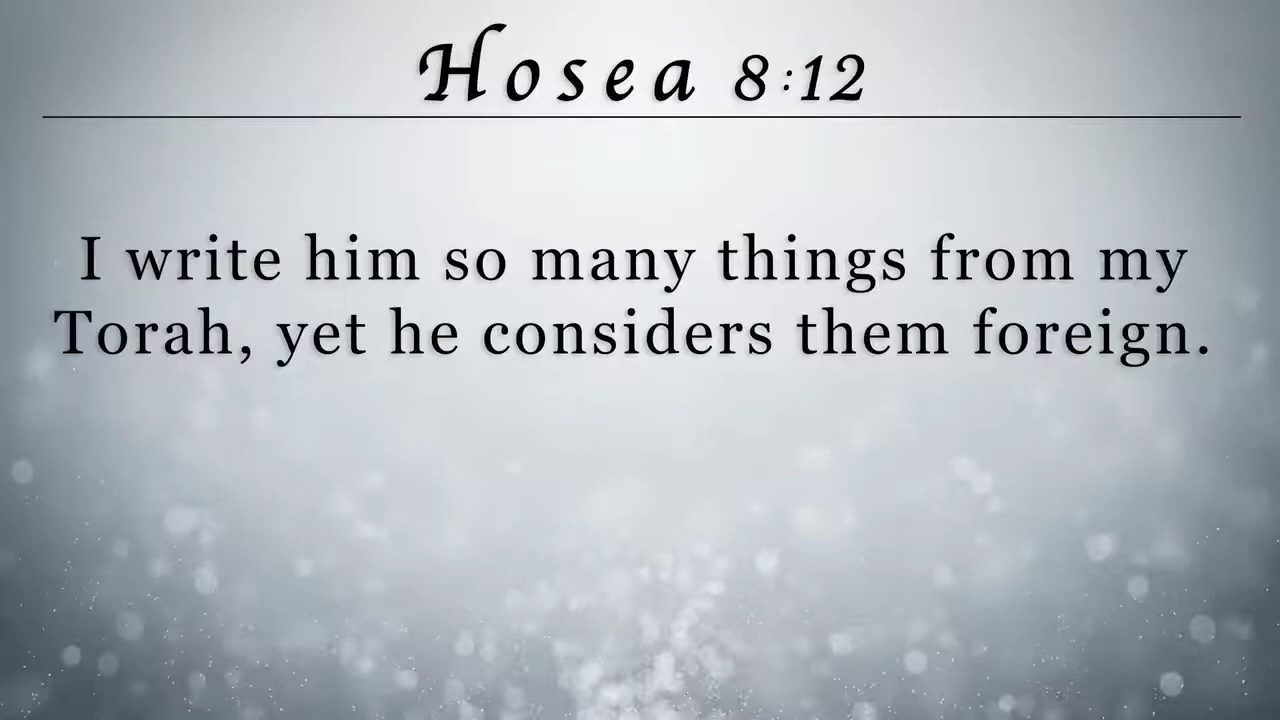 Hosea 8:12
I write him so many things from my
Torah, yet he considers them foreign.